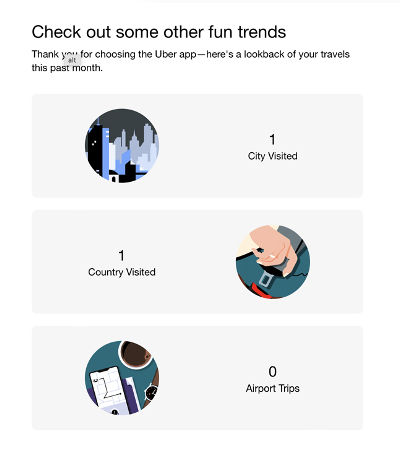 Check out some other fun trends
Thank you for choosing the Uber app—here's a lookback of your travels
alt
this past month.
1
City Visited
1
Country Visited
0
Airport Trips